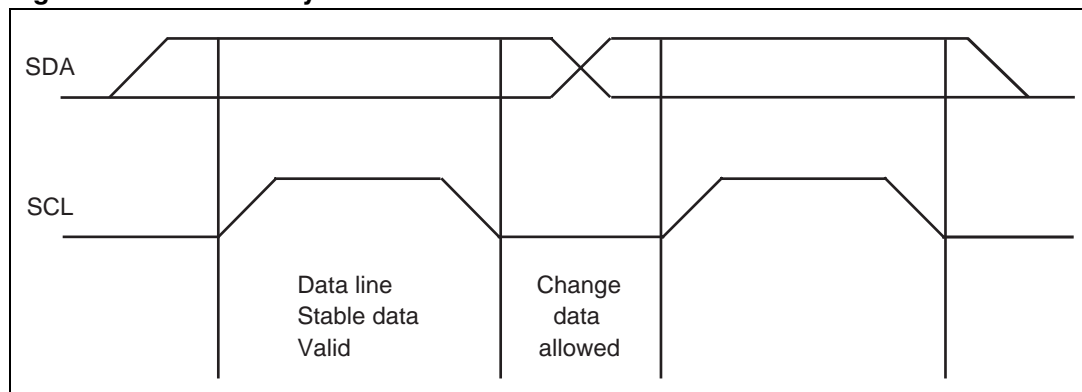 SDA
SCL
Data line
Stable data
Valid
Change
data
allowed